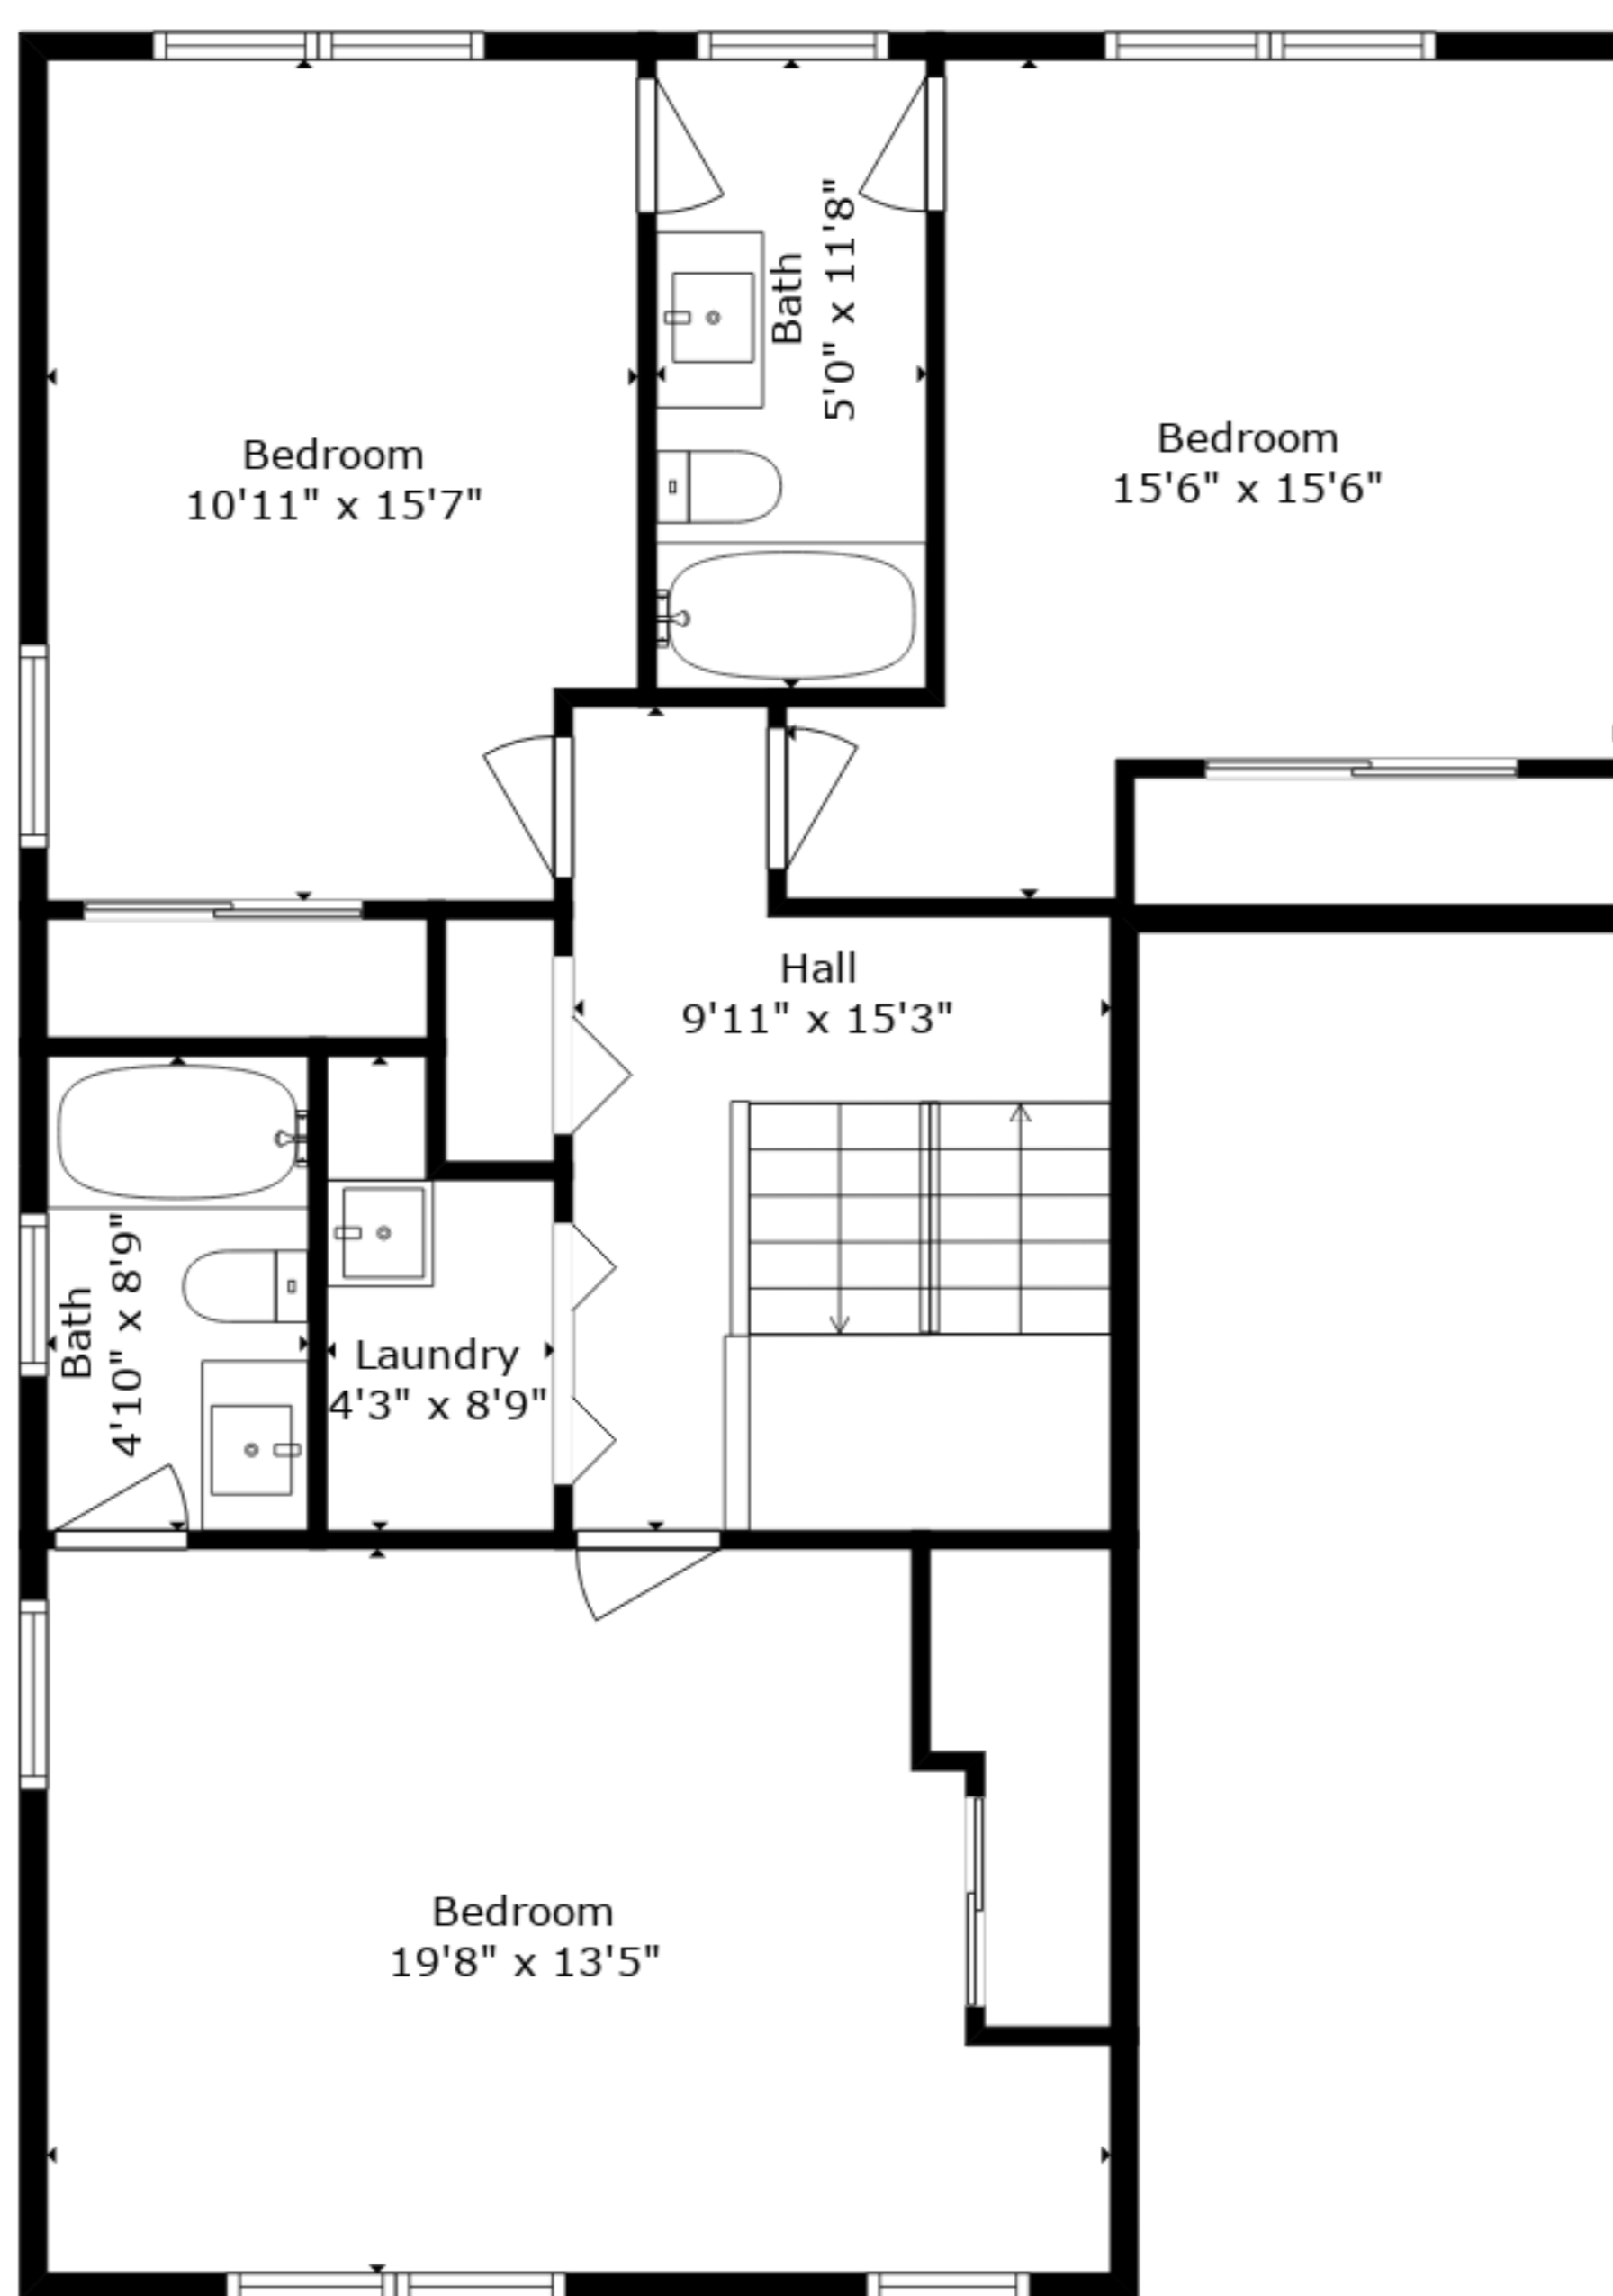 Bedroom
10'11" x 15'7"
Bath
5'0" x 11'8"
Bedroom
15'6" x 15'6"
Hall
9'11" x 15'3"
Bath
4'10" x 8'9"
Laundry
4'3" x 8'9"
Bedroom
19'8" x 13'5"